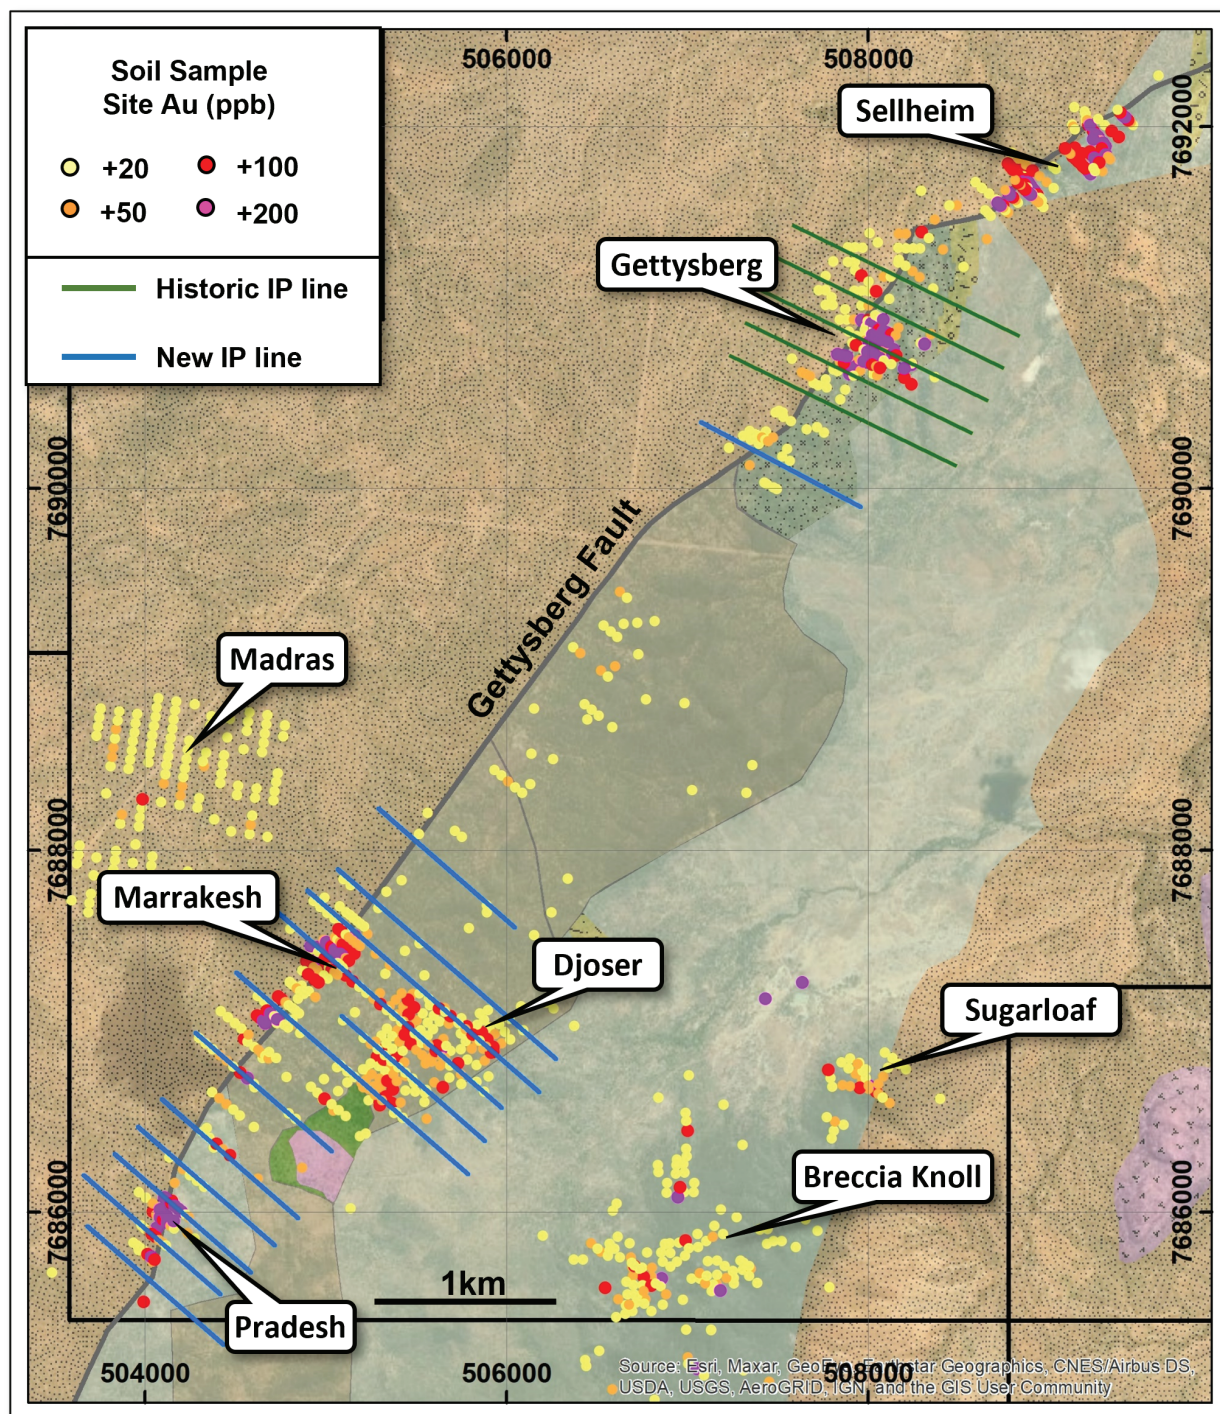 Soil Sample
Site Au (ppb)
+20
+100
+50
+200
Historic IP line
New IP line
506000
508000
7692000
Sellheim
Gettysberg
7690000
7690000
Gettysberg Fault
Madras
7688000
7688000
Marrakesh
Djoser
Sugarloaf
Breccia Knoll
7686000
7686000
1km
Pradesh
504000
506000
508000
Source: Esri, Maxar, GeoEye, Earthstar Geographics, CNES/Airbus DS,
USDA, USGS, AeroGRID, IGN, and the GIS User Community